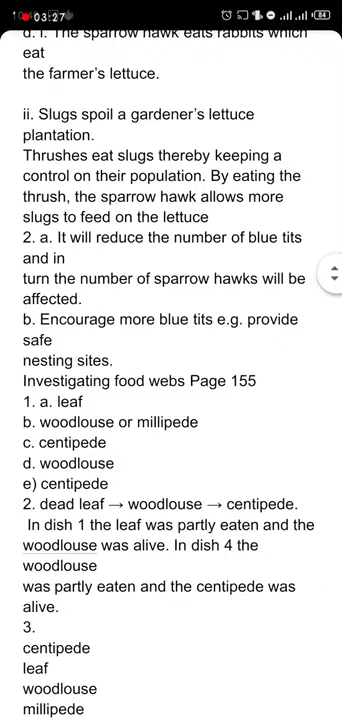 03:27
84
d. i. The sparrow hawk eats rabbits which
eat
the farmer's lettuce.
ii. Slugs spoil a gardener's lettuce
plantation.
Thrushes eat slugs thereby keeping a
control on their population. By eating the
thrush, the sparrow hawk allows more
slugs to feed on the lettuce
2. a. It will reduce the number of blue tits
and in
turn the number of sparrow hawks will be
affected.
b. Encourage more blue tits e.g. provide
safe
nesting sites.
Investigating food webs Page 155
1. a. leaf
b. woodlouse or millipede
c. centipede
d. woodlouse
e) centipede
2. dead leaf → woodlouse → centipede.
In dish 1 the leaf was partly eaten and the
woodlouse was alive. In dish 4 the
woodlouse
was partly eaten and the centipede was
alive.
3.
centipede
leaf
woodlouse
millipede